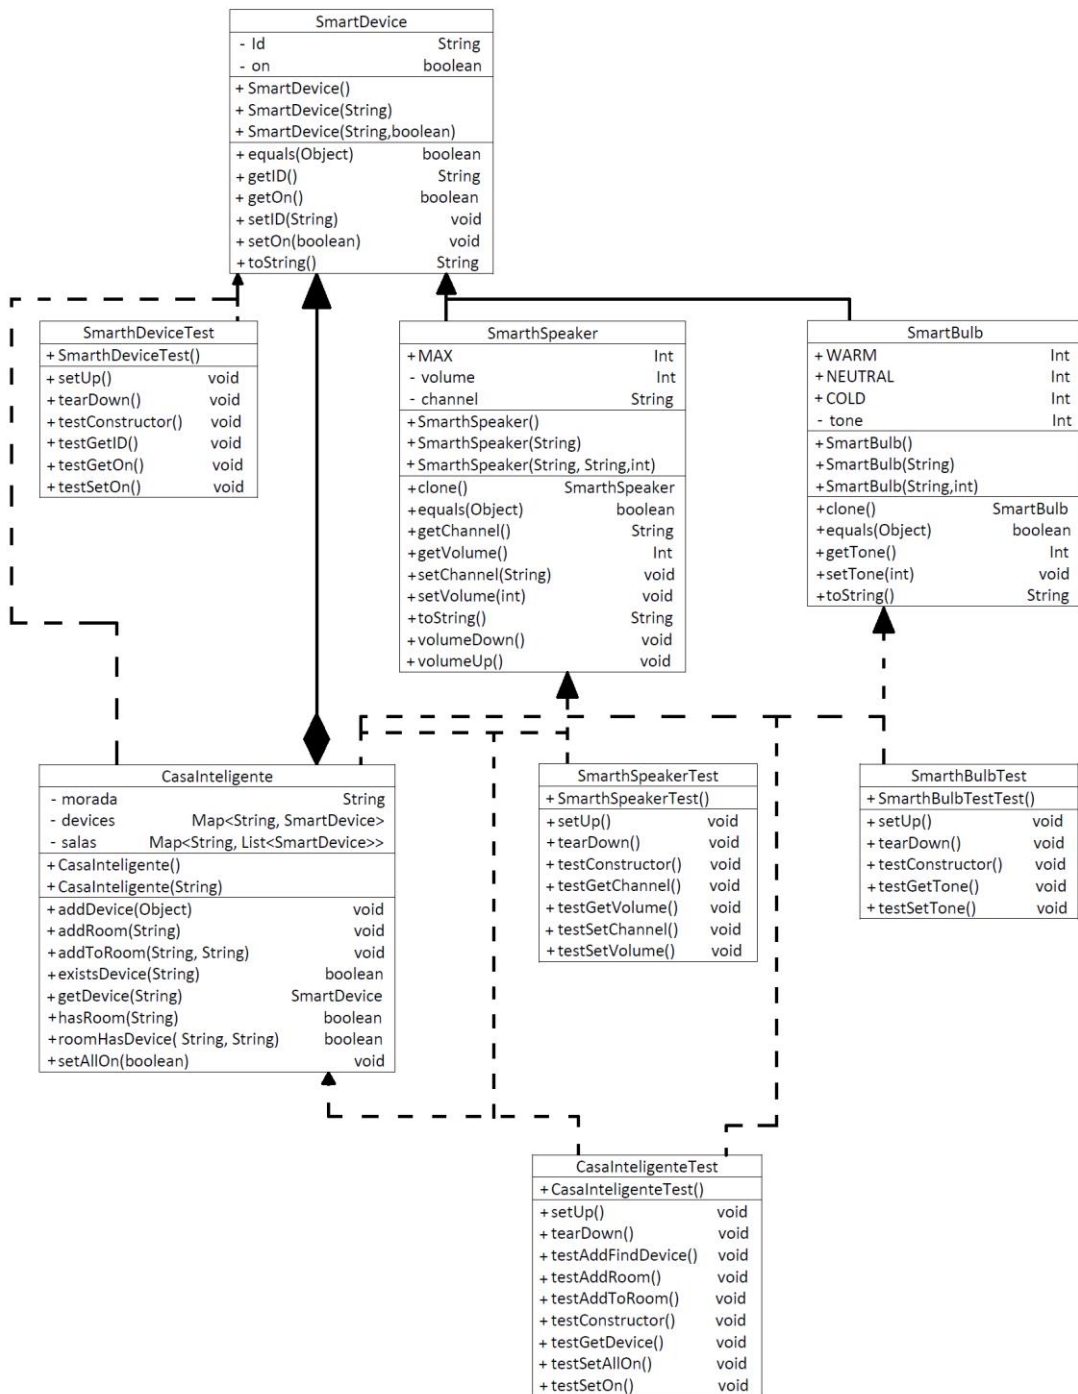 SmartDevice
- Id String
- on boolean
+ SmartDevice()
+ SmartDevice(String)
+ SmartDevice(String,boolean)
+ equals(Object) boolean
+ getID() String
+ getOn() boolean
+ setID(String) void
+ setOn(boolean) void
+ toString() String
SmarthDeviceTest
+ SmarthDeviceTest()
+ setUp() void
+ tearDown() void
+ testConstructor() void
+ testGetID() void
+ testGetOn() void
+ testSetOn() void
SmarthSpeaker
+ MAX Int
- volume Int
- channel String
+ SmarthSpeaker()
+ SmarthSpeaker(String)
+ SmarthSpeaker(String, String,int)
+clone() SmarthSpeaker
+equals(Object) boolean
+getChannel() String
+getVolume() Int
+setChannel(String) void
+setVolume(int) void
+toString() String
+volumeDown() void
+volumeUp() void
SmartBulb
+ WARM Int
+ NEUTRAL Int
+ COLD Int
- tone Int
+ SmartBulb()
+ SmartBulb(String)
+ SmartBulb(String,int)
+clone() SmartBulb
+equals(Object) boolean
+getTone() Int
+setTone(int) void
+toString() String
CasaInteligente
- morada String
- devices Map<String, SmartDevice>
- salas Map<String, List<SmartDevice>>
+ CasaInteligente()
+ CasaInteligente(String)
+ addDevice(Object) void
+ addRoom(String) void
+ addToRoom(String, String) void
+ existsDevice(String) boolean
+ getDevice(String) SmartDevice
+hasRoom(String) boolean
+roomHasDevice( String, String) boolean
+ setAllOn(boolean) void
SmarthSpeakerTest
+ SmarthSpeakerTest()
+ setUp() void
+ tearDown() void
+ testConstructor() void
+ testGetChannel() void
+ testGetVolume() void
+ testSetChannel() void
+ testSetVolume() void
SmarthBulbTest
+ SmarthBulbTestTest()
+ setUp() void
+ tearDown() void
+ testConstructor() void
+ testGetTone() void
+ testSetTone() void
CasaInteligenteTest
+ CasaInteligenteTest()
+ setUp() void
+ tearDown() void
+ testAddFindDevice() void
+ testAddRoom() void
+ testAddToRoom() void
+ testConstructor() void
+ testGetDevice() void
+ testSetAllOn() void
+ testSetOn() void